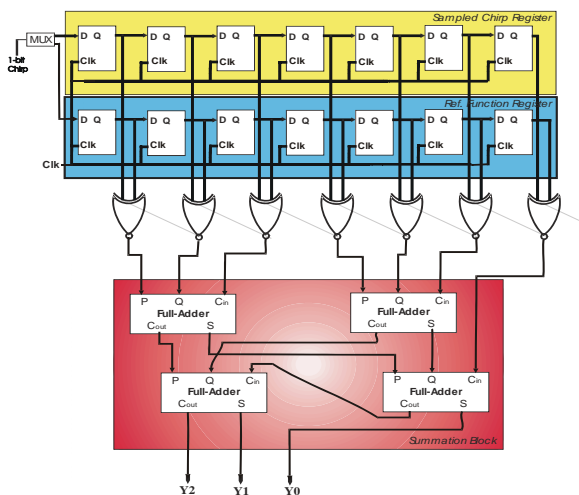 Sampled Chirp Register
MUX
1-bit
Chirp
D Q D Q D Q D Q D Q D Q D Q
Clk Clk Clk Clk Clk Clk Clk
Ref. Function Register
D Q D Q D Q D Q D Q D Q D Q
Clk Clk Clk Clk Clk Clk Clk
Clk
P Q Cin
Full-Adder
Cout S
P Q Cin
Full-Adder
Cout S
P Q Cin
Full-Adder
Cout S
P Q Cin
Full-Adder
Cout S
Summation Block
Y2 Y1 Y0